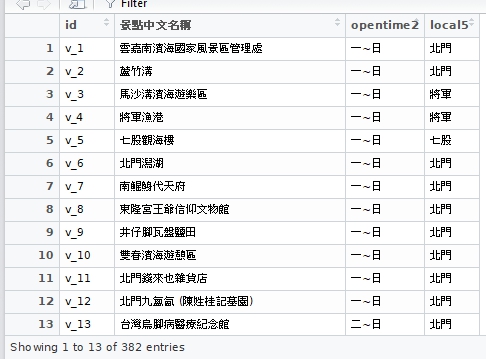 Filter
id 景點中文名稱 opentime2 local5
1 v_1 雲嘉南濱海國家風景區管理處 一~日 北門
2 v_2 蘆竹溝 一~日 北門
3 v_3 馬沙溝濱海遊樂區 一~日 將軍
4 v_4 將軍漁港 一~日 將軍
5 v_5 七股觀海樓 一~日 七股
6 v_6 北門潟湖 一~日 北門
7 v_7 南鯤鯓代天府 一~日 北門
8 v_8 東隆宮王爺信仰文物館 一~日 北門
9 v_9 井仔腳瓦盤鹽田 一~日 北門
10 v_10 雙春濱海遊憩區 一~日 北門
11 v_11 北門錢來也雜貨店 一~日 北門
12 v_12 北門九氳氤 (陳姓桂記墓園) 一~日 北門
13 v_13 台灣烏腳病醫療紀念館 二~日 北門
Showing 1 to 13 of 382 entries